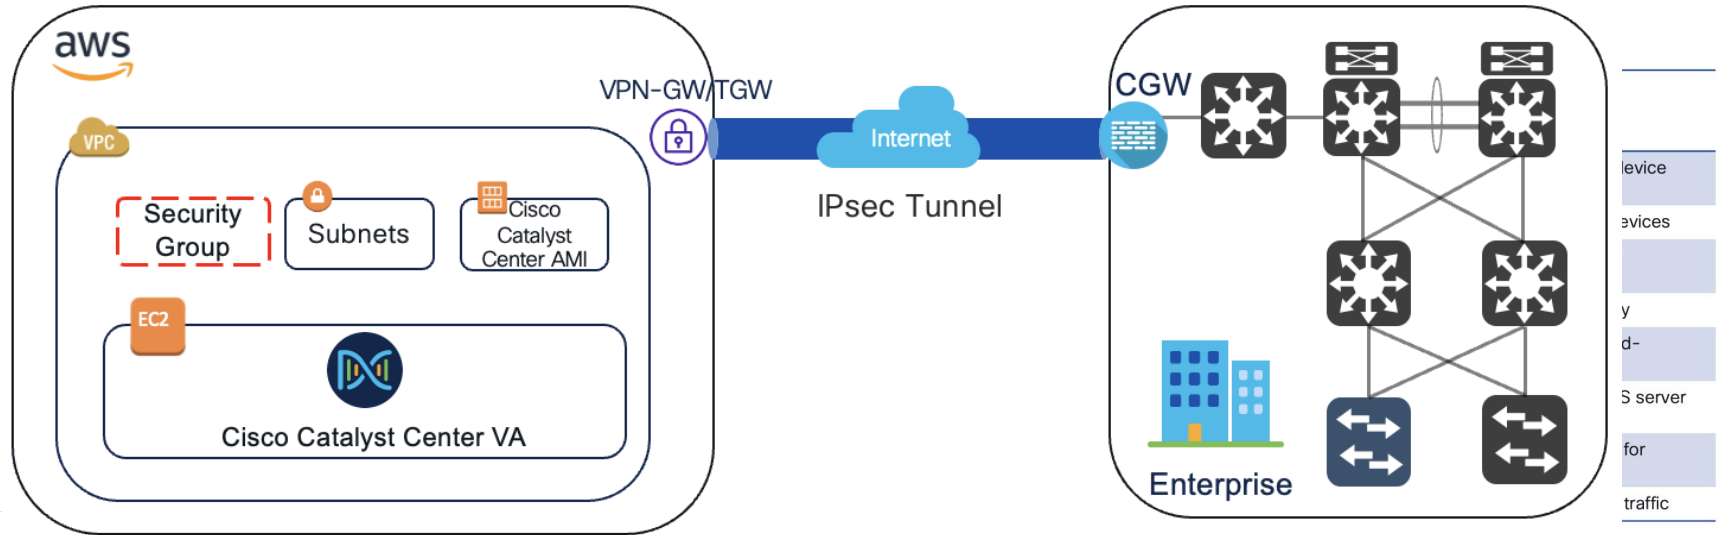 aws
VPN-GW/TGW
CGW
VPC
Internet
IPsec Tunnel
Security
Group
Subnets
Cisco
Catalyst
Center AMI
EC2
Cisco Catalyst Center VA
Enterprise
evices
y
d-
S server
for
traffic